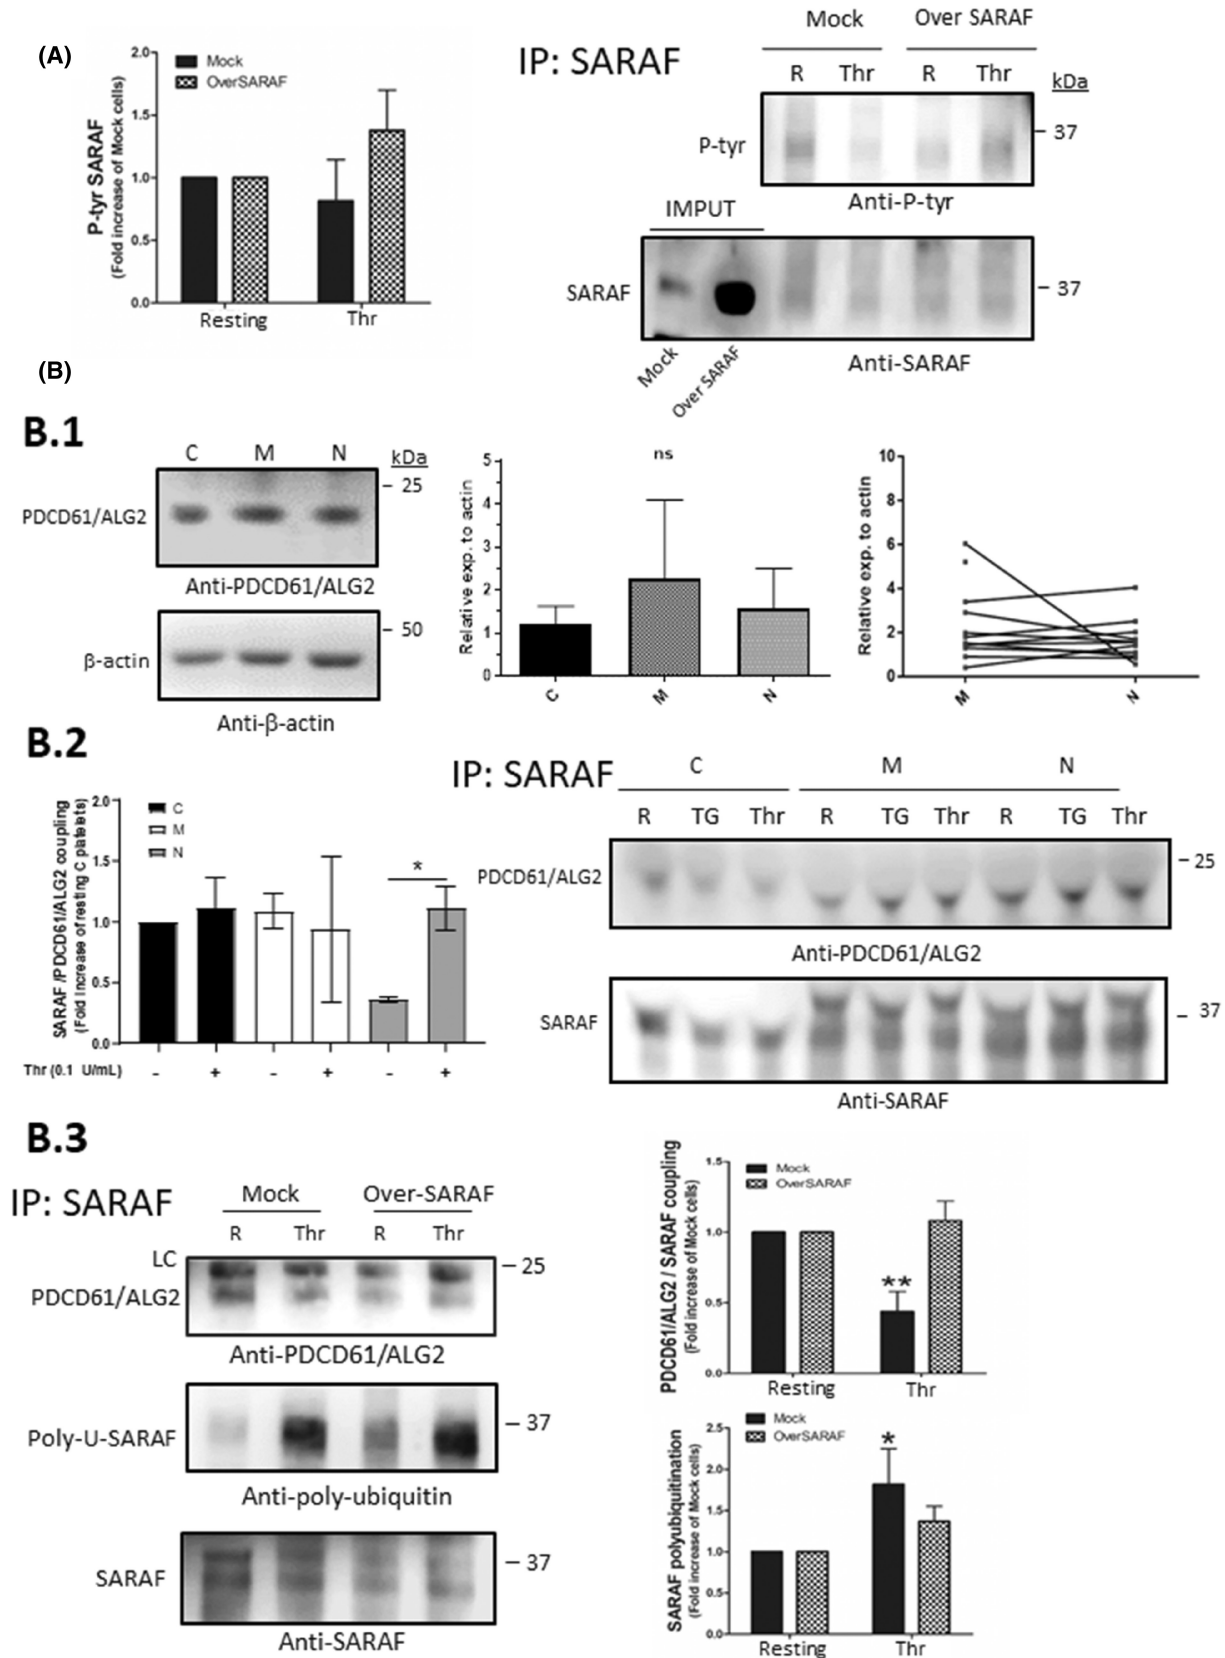 (A)
P-tyr SARAF
(Fold increase of Mock cells)
2.0
1.5
1.0
0.5
0.0
Mock
OverSARAF
Resting
Thr
IP: SARAF
Mock
Over SARAF
R
Thr
R
Thr
kDa
P-tyr
37
Anti-P-tyr
IMPUT
SARAF
37
Mock
Over SARAF
Anti-SARAF
(B)
B.1
C
M
N
kDa
PDCD61/ALG2
25
Anti-PDCD61/ALG2
β-actin
50
Anti-β-actin
Relative exp. to actin
5
4
3
2
1
0
ns
C
M
N
Relative exp. to actin
10
8
6
4
2
0
M
N
B.2
SARAF /PDCD61/ALG2 coupling
(Fold Increase of resting C platelets)
2.0
1.5
1.0
0.5
0.0
C
M
N
*
Thr (0.1 U/mL)
-
+
-
+
-
+
IP: SARAF
C
M
N
R
TG
Thr
R
TG
Thr
R
TG
Thr
PDCD61/ALG2
25
Anti-PDCD61/ALG2
SARAF
37
Anti-SARAF
B.3
IP: SARAF
Mock
Over-SARAF
R
Thr
R
Thr
LC
25
PDCD61/ALG2
Anti-PDCD61/ALG2
Poly-U-SARAF
37
Anti-poly-ubiquitin
SARAF
37
Anti-SARAF
PDCD61/ALG2 / SARAF coupling
(Fold increase of Mock cells)
1.5
1.0
0.5
0.0
Mock
OverSARAF
**
Resting
Thr
SARAF polyubiquitination
(Fold increase of Mock cells)
2.5
2.0
1.5
1.0
0.5
0.0
Mock
OverSARAF
*
Resting
Thr